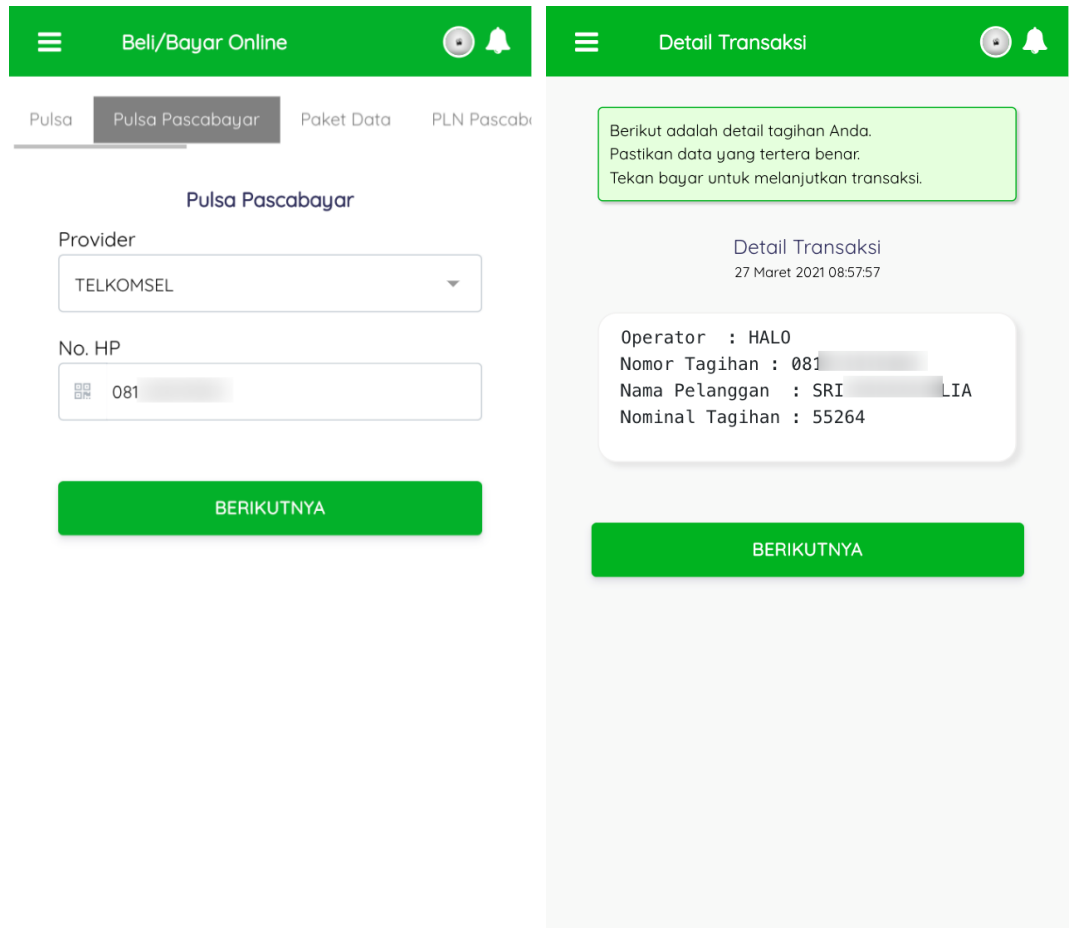 Beli/Bayar Online
Pulsa Pulsa Pascabayar Paket Data PLN
Pulsa Pascabayar
Provider
TELKOMSEL
No. HP
081
BERIKUTNYA
Detail Transaksi
Berikut adalah detail tagihan Anda.
Pastikan data yang tertera benar.
Tekan bayar untuk melanjutkan transaksi.
Detail Transaksi
27 Maret 2021 08:57:57
Operator : HALO
Nomor Tagihan : 081
Nama Pelanggan : SRI LIA
Nominal Tagihan : 55264
BERIKUTNYA